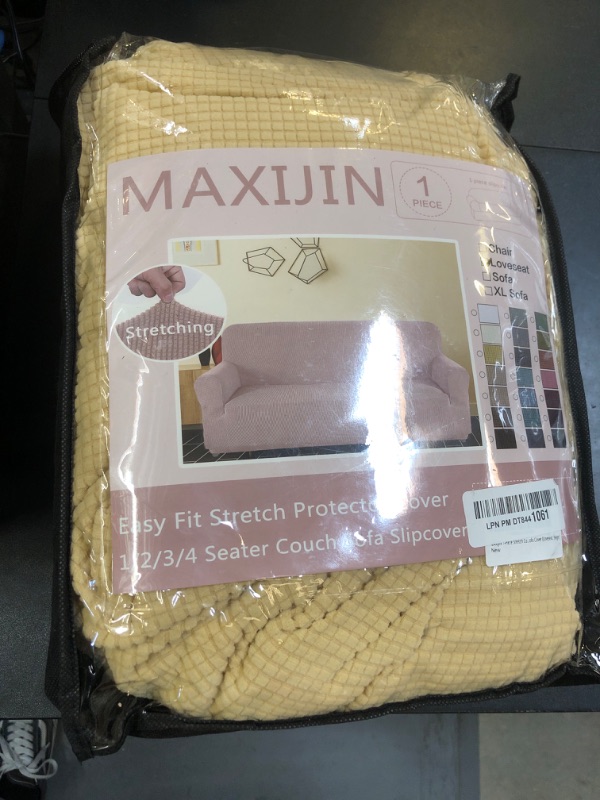 MAXIJIN
1
PIECE
Chair
Loveseat
Sofa
XL Sofa
Stretching
Easy Fit Stretch Protector Cover
1/2/3/4 Seater Couch Sofa Slipcover
LPN PM DT8441061